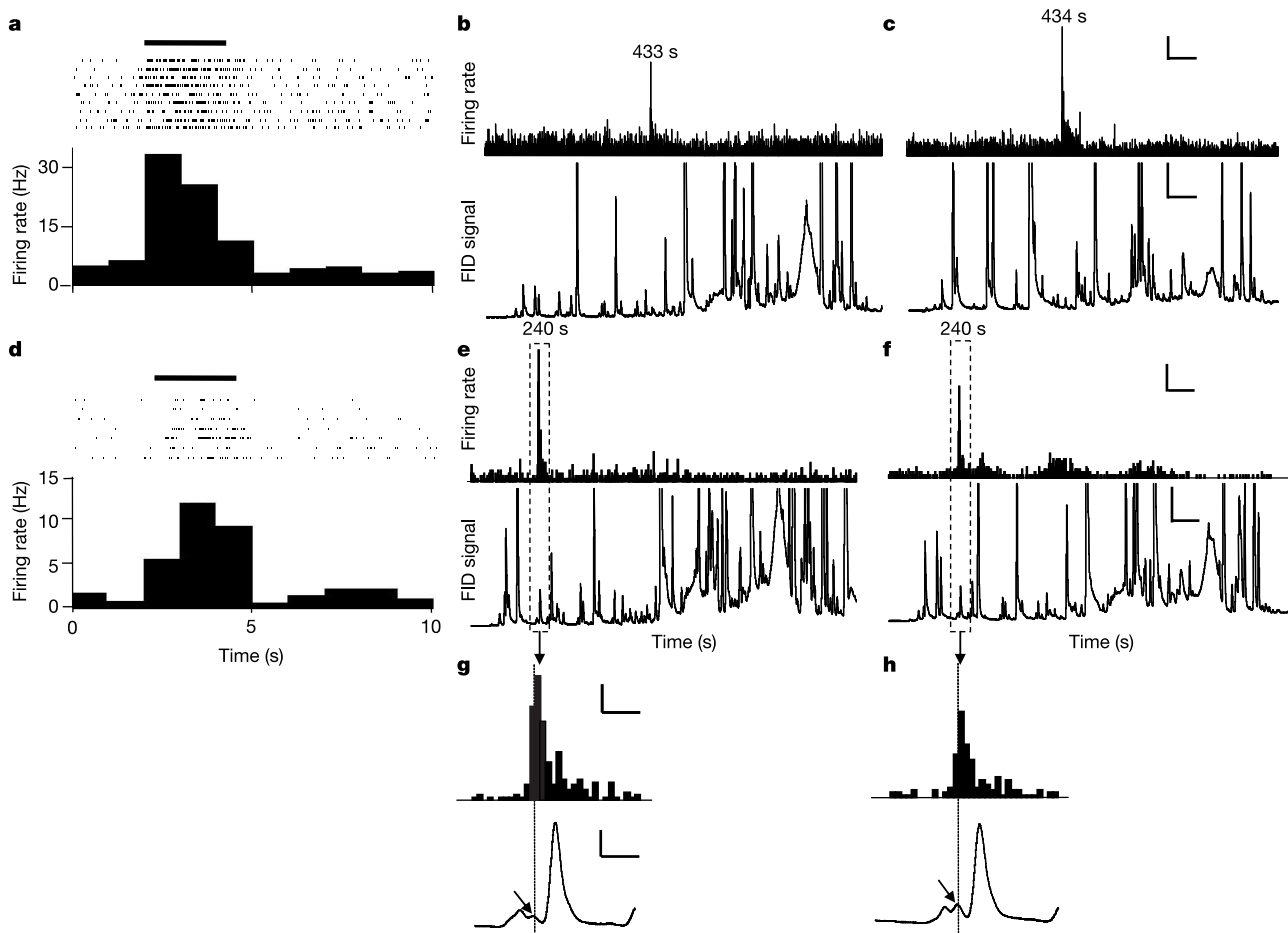 a
30
15
0
Firing rate (Hz)
b
433 s
Firing rate
FID signal
c
434 s
d
15
10
5
0
Firing rate (Hz)
0
5
10
Time (s)
e
240 s
Firing rate
FID signal
Time (s)
f
240 s
Time (s)
g
h